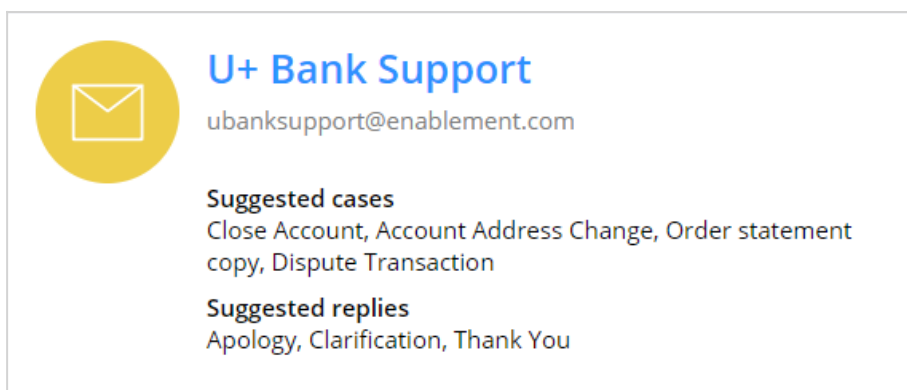 U+ Bank Support
ubanksupport@enablement.com
Suggested cases
Close Account, Account Address Change, Order statement
copy, Dispute Transaction
Suggested replies
Apology, Clarification, Thank You